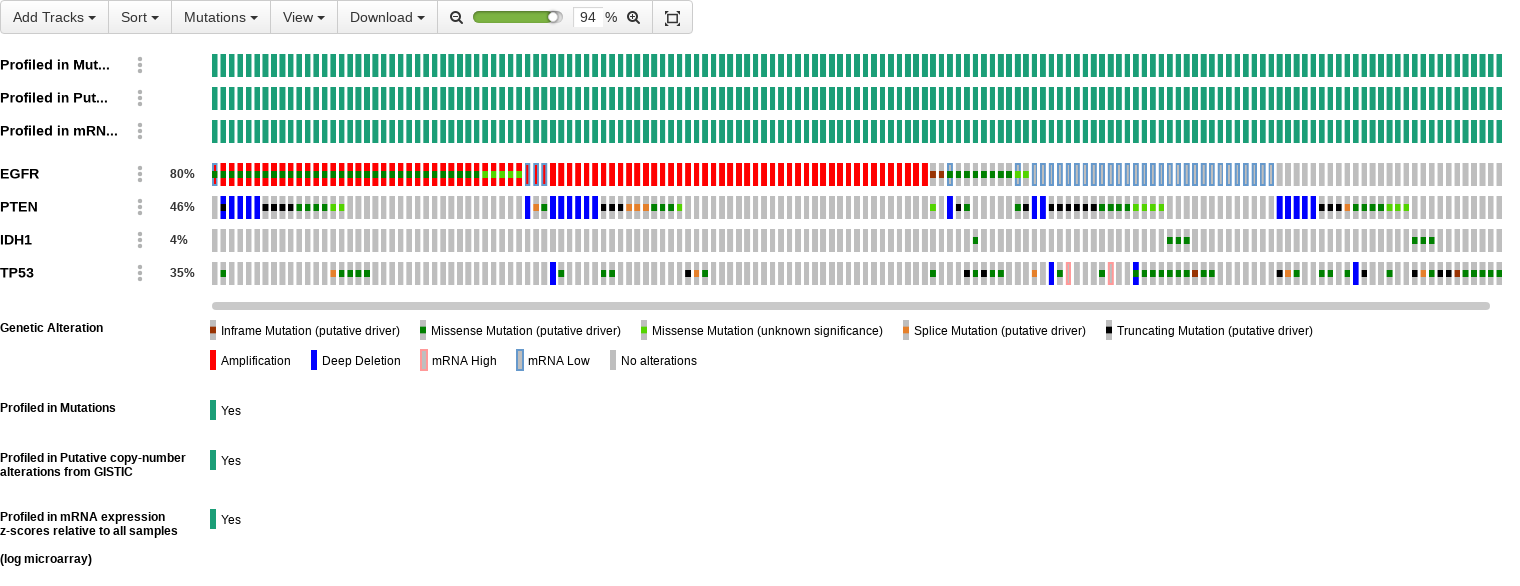 Add Tracks Sort Mutations View Download 94 %
Profiled in Mut...
Profiled in Put...
Profiled in mRN...
EGFR 80%
PTEN 46%
IDH1 4%
TP53 35%
Genetic Alteration Inframe Mutation (putative driver) Missense Mutation (putative driver) Missense Mutation (unknown significance) Splice Mutation (putative driver) Truncating Mutation (putative driver)
Amplification Deep Deletion mRNA High mRNA Low No alterations
Profiled in Mutations Yes
Profiled in Putative copy-number Yes
alterations from GISTIC
Profiled in mRNA expression Yes
z-scores relative to all samples
(log microarray)